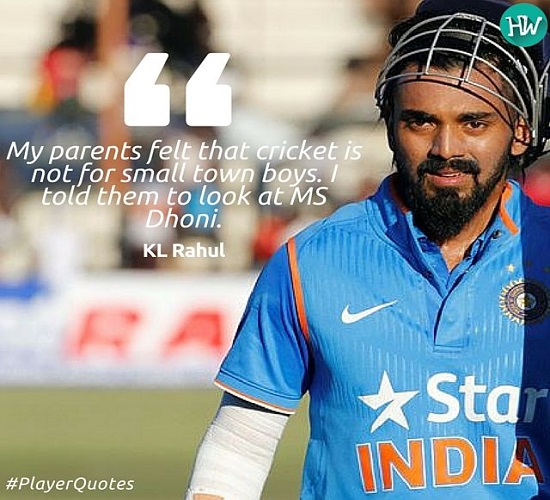 HW
“
My parents felt that cricket is
not for small town boys. I
told them to look at MS
Dhoni.
KL Rahul
Star
INDIA
RA
#PlayerQuotes